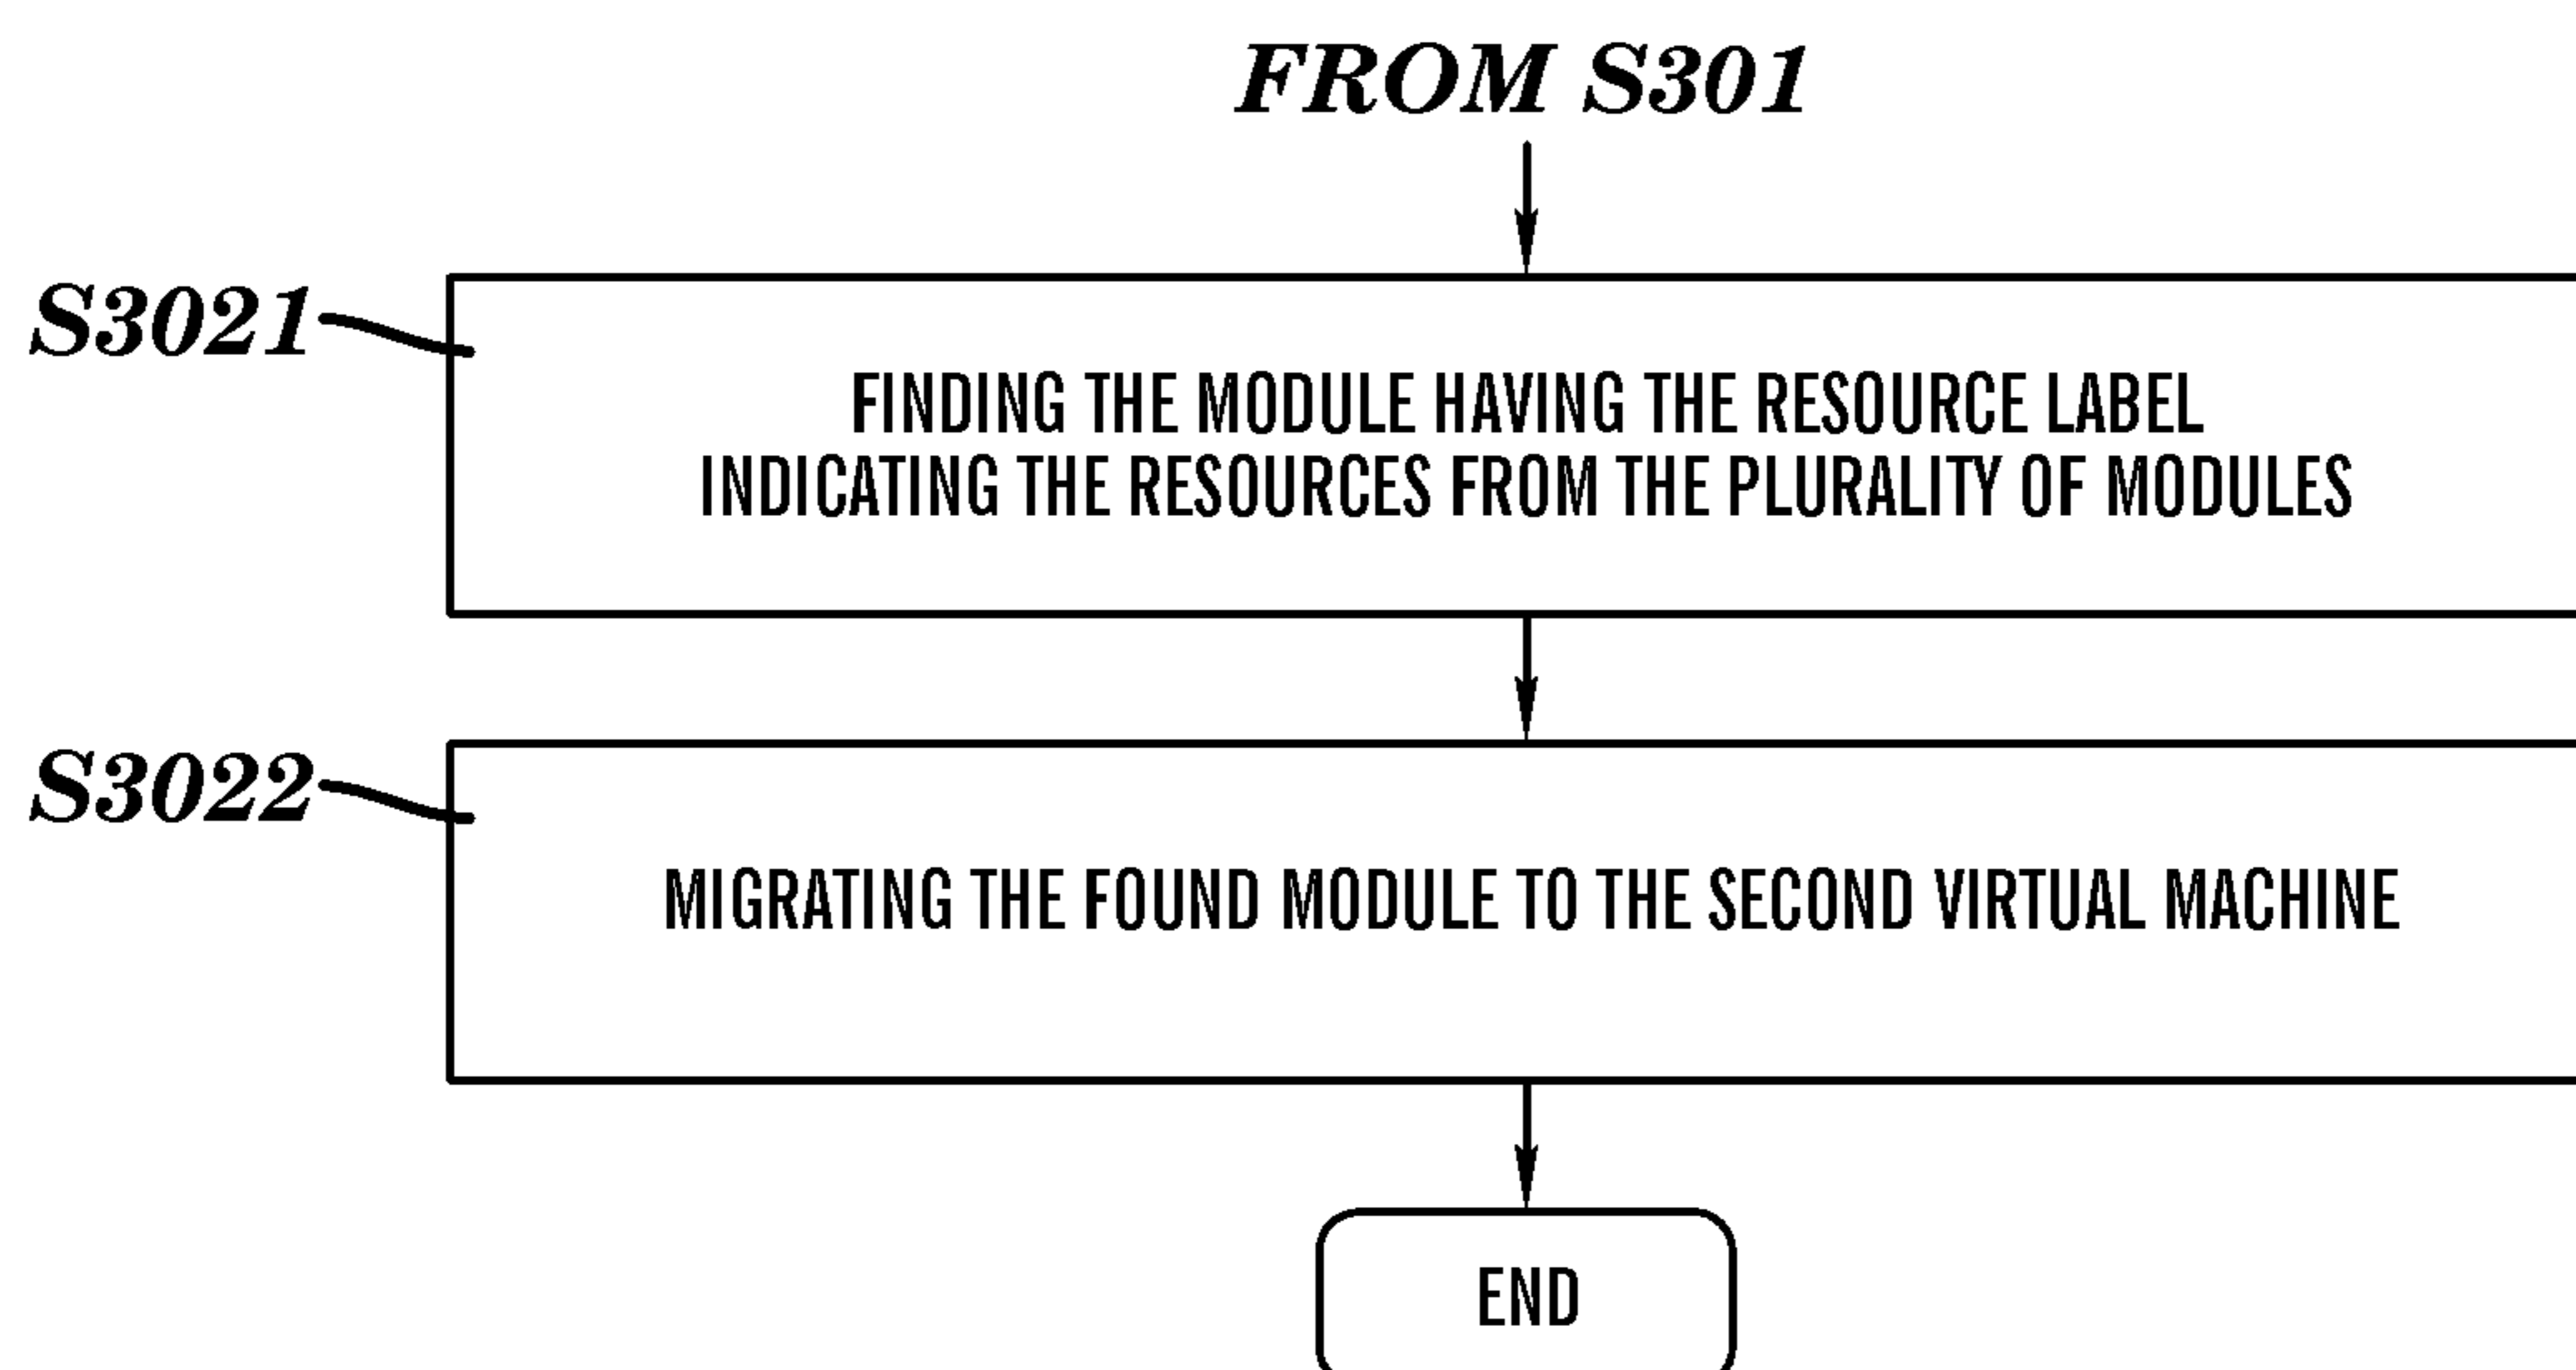 FROM S301
S3021
FINDING THE MODULE HAVING THE RESOURCE LABEL
INDICATING THE RESOURCES FROM THE PLURALITY OF MODULES
S3022
MIGRATING THE FOUND MODULE TO THE SECOND VIRTUAL MACHINE
END